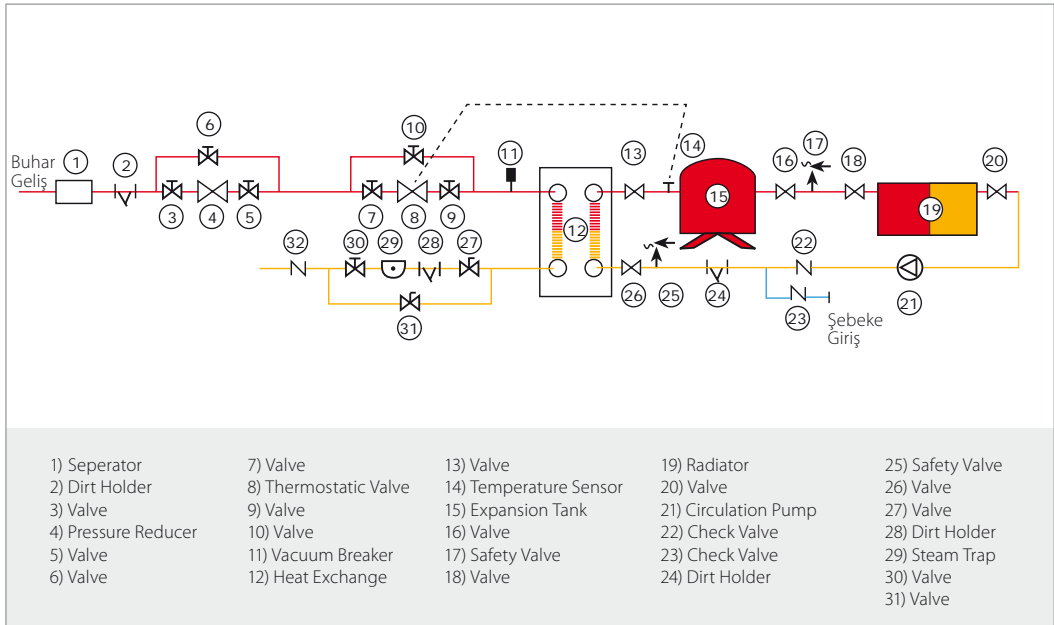 6
10
17
Buhar
Geliş
1
2
11
13
14
16
18
20
15
19
3
4
5
7
8
9
12
32
30
29
28
27
22
26
25
24
21
31
23
Şebeke
Giriş
1) Seperator
2) Dirt Holder
3) Valve
4) Pressure Reducer
5) Valve
6) Valve
7) Valve
8) Thermostatic Valve
9) Valve
10) Valve
11) Vacuum Breaker
12) Heat Exchange
13) Valve
14) Temperature Sensor
15) Expansion Tank
16) Valve
17) Safety Valve
18) Valve
19) Radiator
20) Valve
21) Circulation Pump
22) Check Valve
23) Check Valve
24) Dirt Holder
25) Safety Valve
26) Valve
27) Valve
28) Dirt Holder
29) Steam Trap
30) Valve
31) Valve